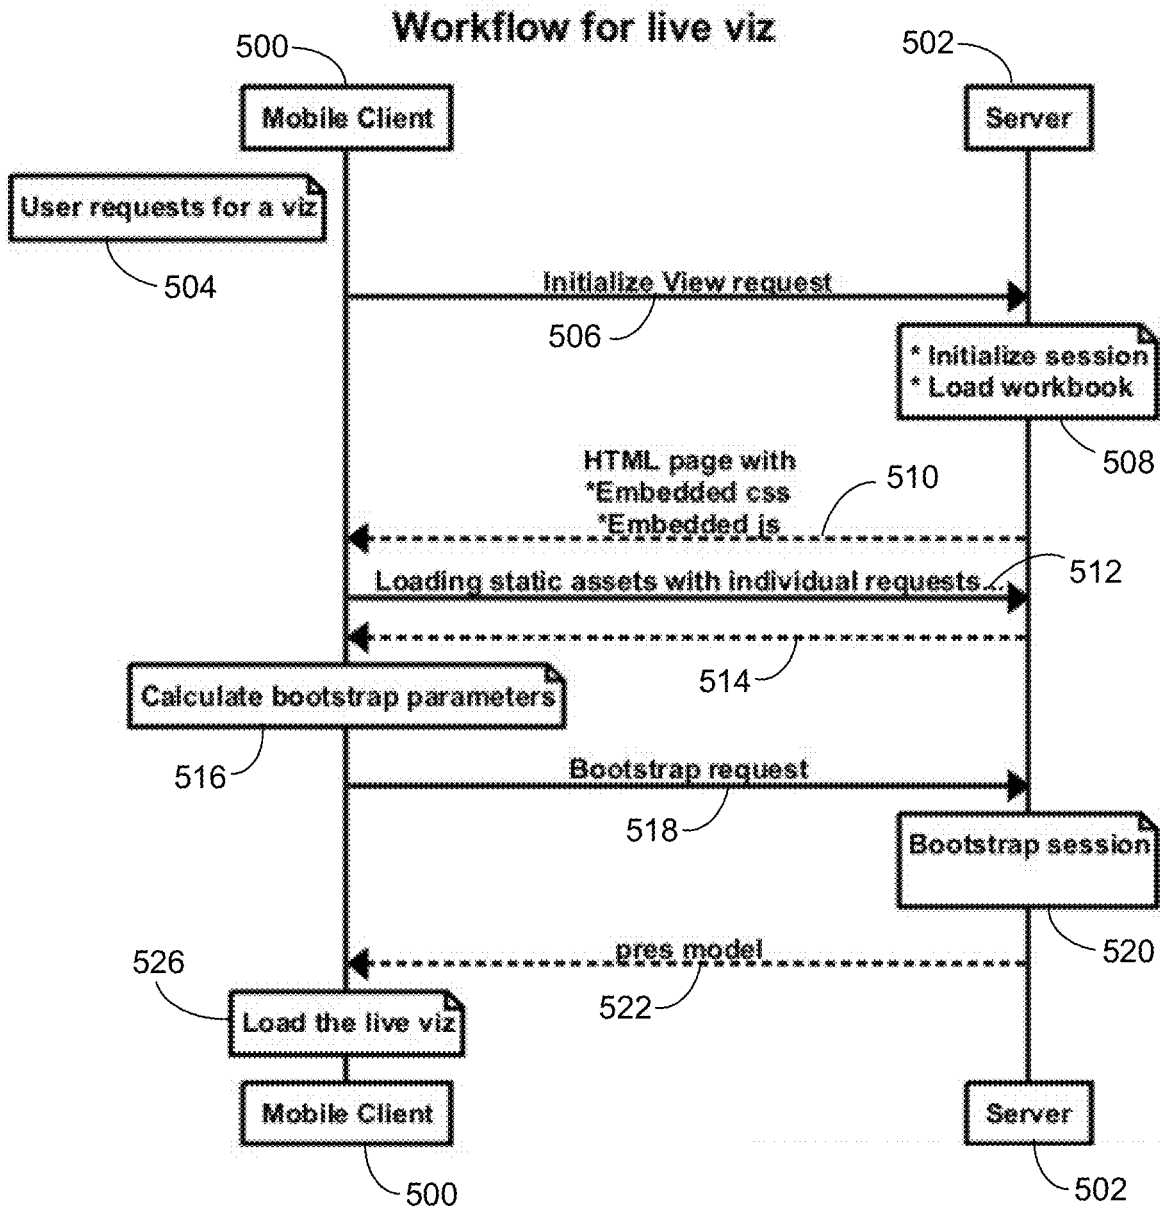 Workflow for live viz
500
502
Mobile Client
Server
User requests for a viz
504
Initialize View request
506
* Initialize session
* Load workbook
508
HTML page with
*Embedded css
*Embedded js
510
Loading static assets with individual requests...
512
514
Calculate bootstrap parameters
516
Bootstrap request
518
Bootstrap session
520
pres model
522
526
Load the live viz
Mobile Client
Server
500
502